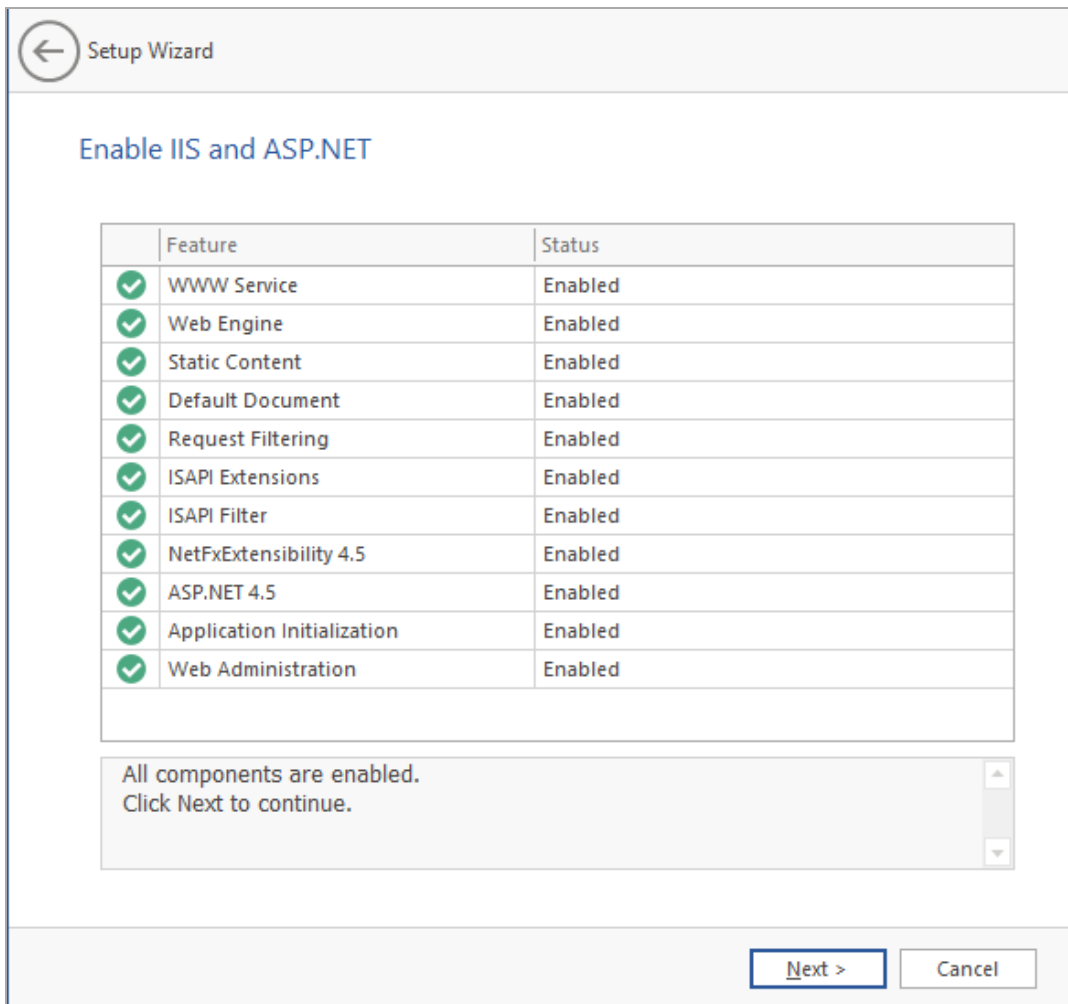 Setup Wizard
Enable IIS and ASP.NET
Feature Status
WWW Service Enabled
Web Engine Enabled
Static Content Enabled
Default Document Enabled
Request Filtering Enabled
ISAPI Extensions Enabled
ISAPI Filter Enabled
NetFxExtensibility 4.5 Enabled
ASP.NET 4.5 Enabled
Application Initialization Enabled
Web Administration Enabled
All components are enabled.
Click Next to continue.
Next > Cancel